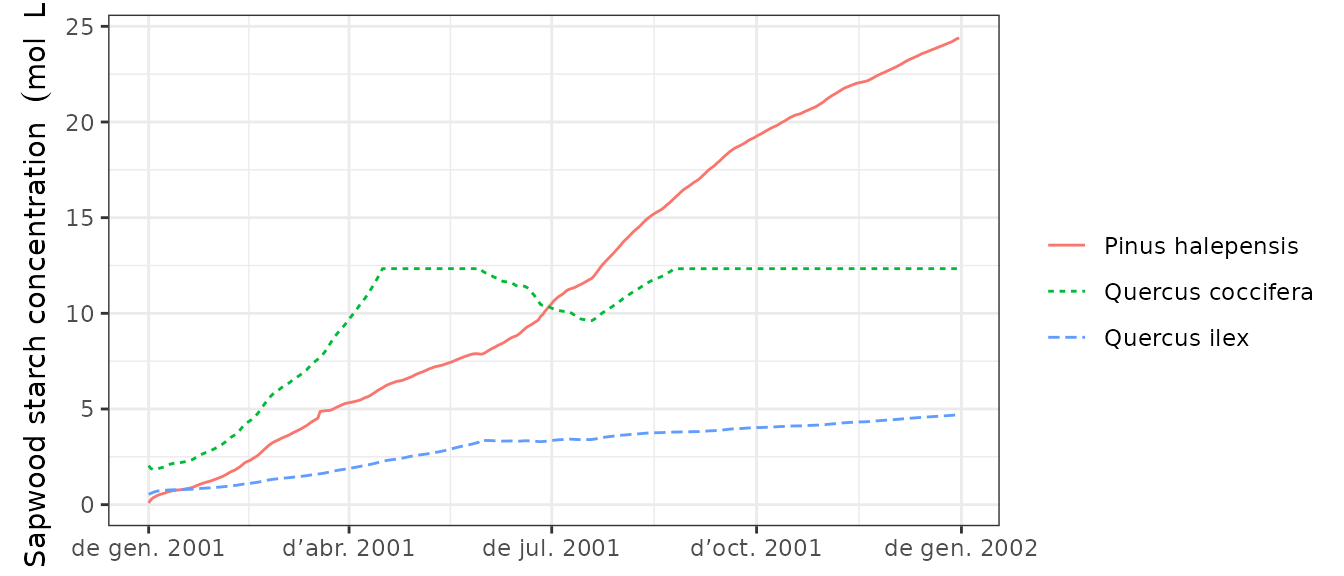 Sapwood starch concentration (mol L
25
20
15
10
5
0
de gen. 2001
d’abr. 2001
de jul. 2001
d’oct. 2001
de gen. 2002
Pinus halepensis
Quercus coccifera
Quercus ilex